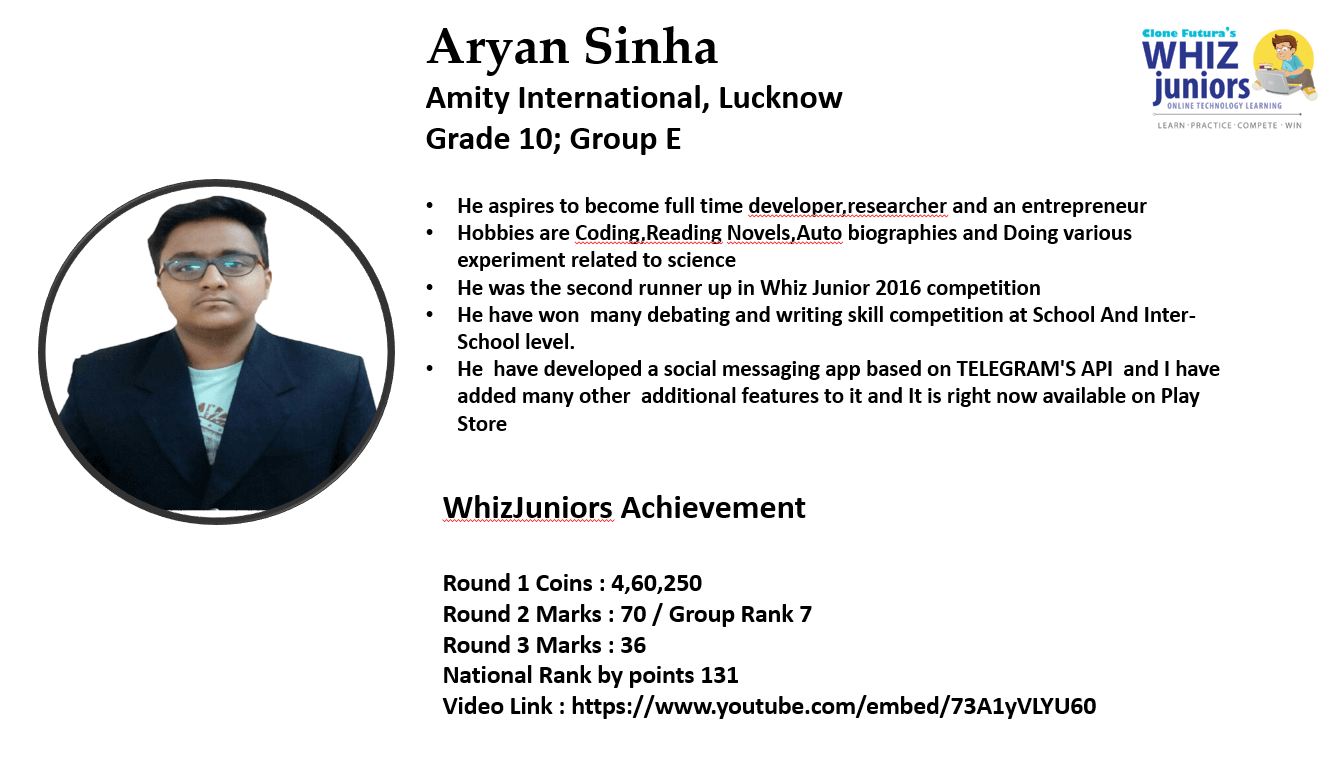 Aryan Sinha
Amity International, Lucknow
Grade 10; Group E
Clone Futura's
WHIZ
juniors
ONLINE TECHNOLOGY LEARNING
LEARN · PRACTICE · COMPETE · WIN
• He aspires to become full time developer,researcher and an entrepreneur
• Hobbies are Coding,Reading Novels,Auto biographies and Doing various
experiment related to science
• He was the second runner up in Whiz Junior 2016 competition
• He have won  many debating and writing skill competition at School And Inter-
School level.
• He  have developed a social messaging app based on TELEGRAM'S API  and I have
added many other  additional features to it and It is right now available on Play
Store
WhizJuniors Achievement
Round 1 Coins : 4,60,250
Round 2 Marks : 70 / Group Rank 7
Round 3 Marks : 36
National Rank by points 131
Video Link : https://www.youtube.com/embed/73A1yVLYU60